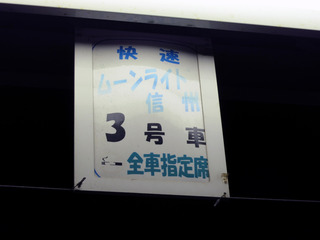 快速
ムーンライト
信州
3号車
全車指定席